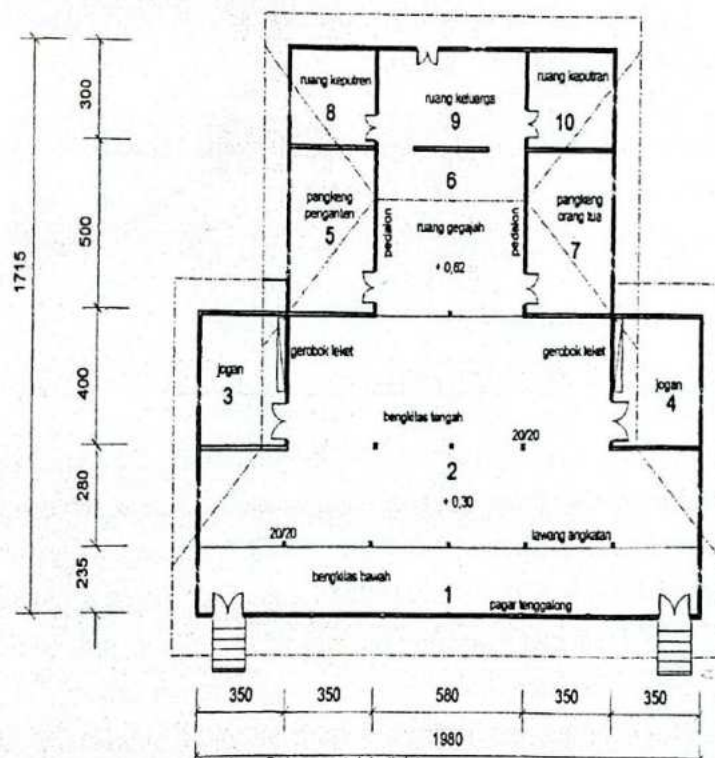 ruang keputren
8
ruang keluarga
9
ruang keputran
10
6
pangkeng
penganten
5
pedalon
ruang gegajah
+ 0,62
pedalon
pangkeng
orang tua
7
gerobok leket
gerobok leket
jogan
3
jogan
4
bengkilas tengah
20/20
2
+ 0,30
20/20
lawang angkatan
bengkilas bawah
1
pagar tenggalong
300
500
400
280
235
1715
350
350
580
350
350
1980